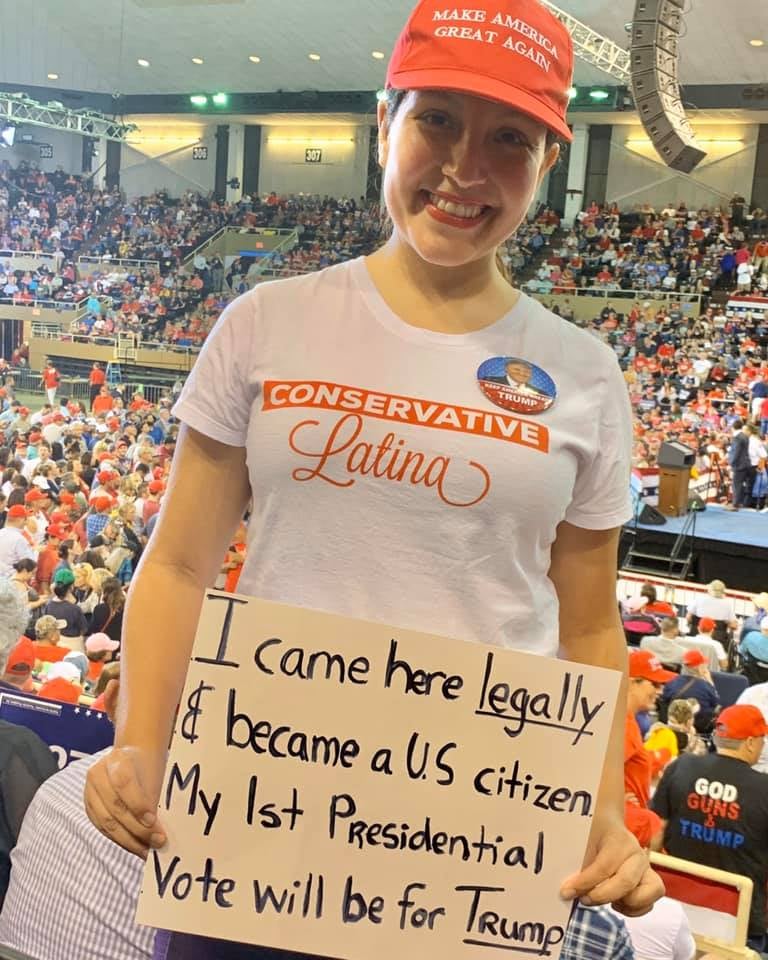 MAKE AMERICA
GREAT AGAIN
305
306
307
CONSERVATIVE
Latina
TRUMP
I came here legally
& became a U.S citizen.
My 1st Presidential
Vote will be for Trump
GOD
GUNS
&
TRUMP